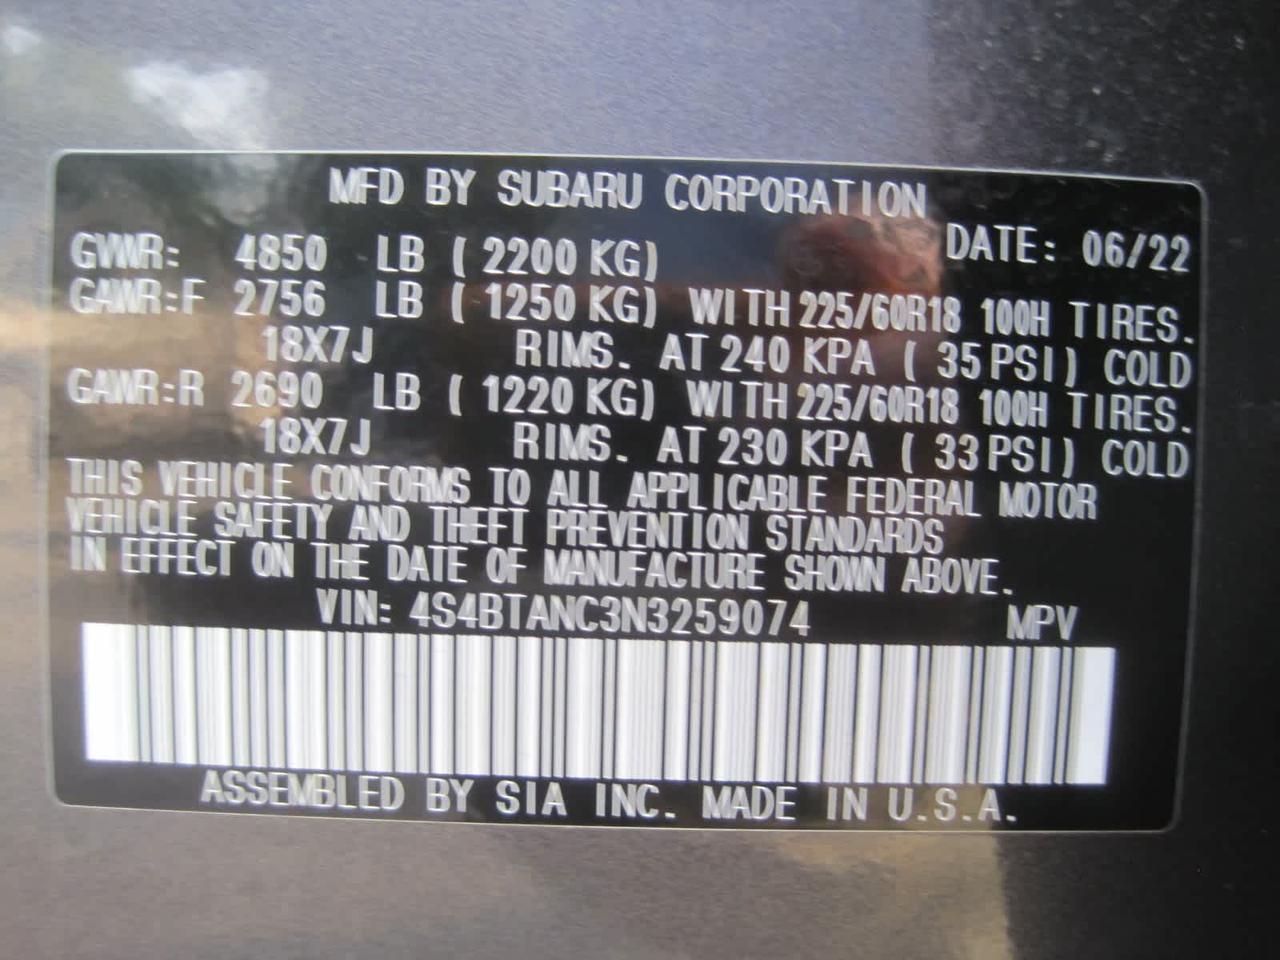 MFD BY SUBARU CORPORATION
GVWR: 4850 LB ( 2200 KG) DATE: 06/22
GAWR:F 2756 LB ( 1250 KG) WITH 225/60R18 100H TIRES.
18X7J RIMS. AT 240 KPA ( 35 PSI) COLD
GAWR:R 2690 LB ( 1220 KG) WITH 225/60R18 100H TIRES.
18X7J RIMS. AT 230 KPA ( 33 PSI) COLD
THIS VEHICLE CONFORMS TO ALL APPLICABLE FEDERAL MOTOR
VEHICLE SAFETY AND THEFT PREVENTION STANDARDS
IN EFFECT ON THE DATE OF MANUFACTURE SHOWN ABOVE.
VIN: 4S4BTANC3N3259074 MPV
ASSEMBLED BY SIA INC. MADE IN U.S.A.